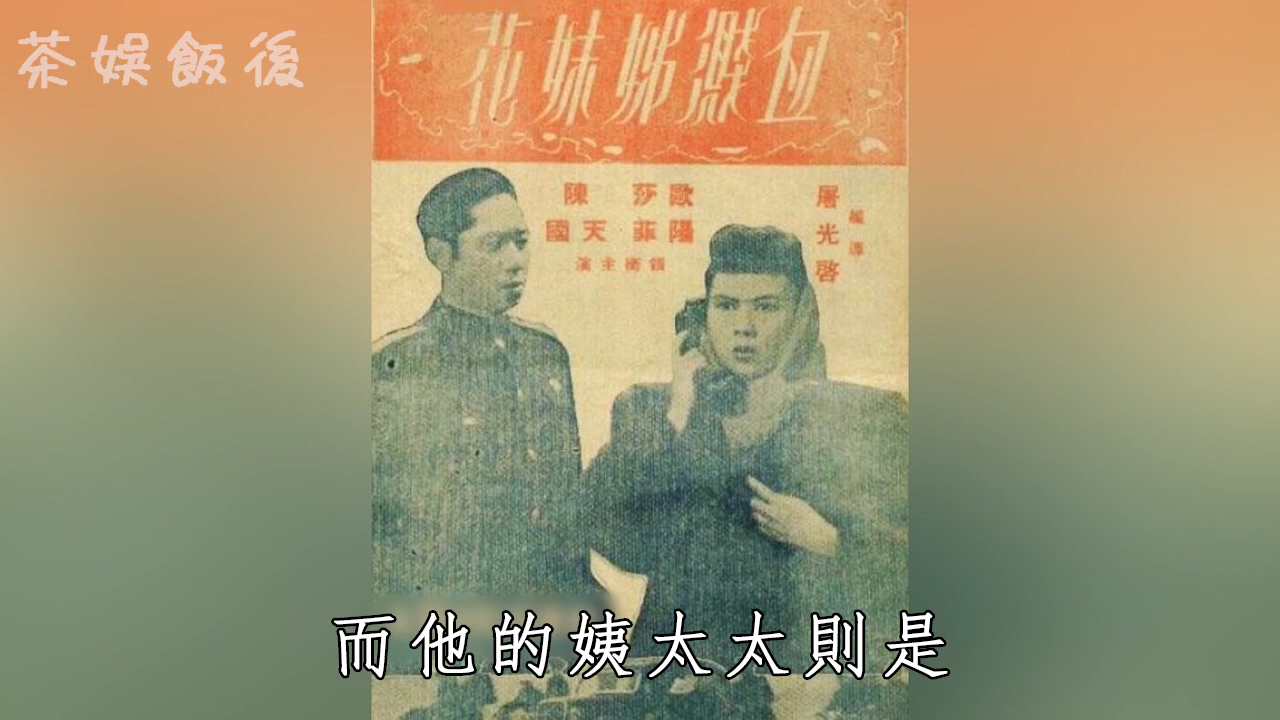 茶娛飯後
血濺姊妹花
編導
屠光啓
歐陽莎菲
陳天國
領銜主演
而他的姨太太則是